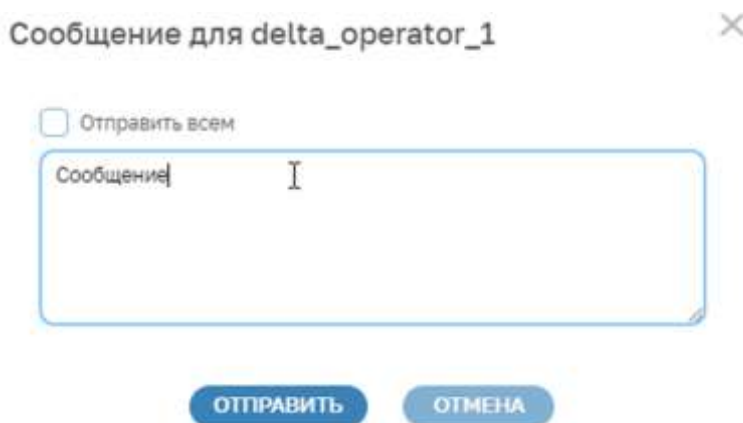 Сообщение для delta_operator_1
Отправить всем
Сообщение
ОТПРАВИТЬ
ОТМЕНА